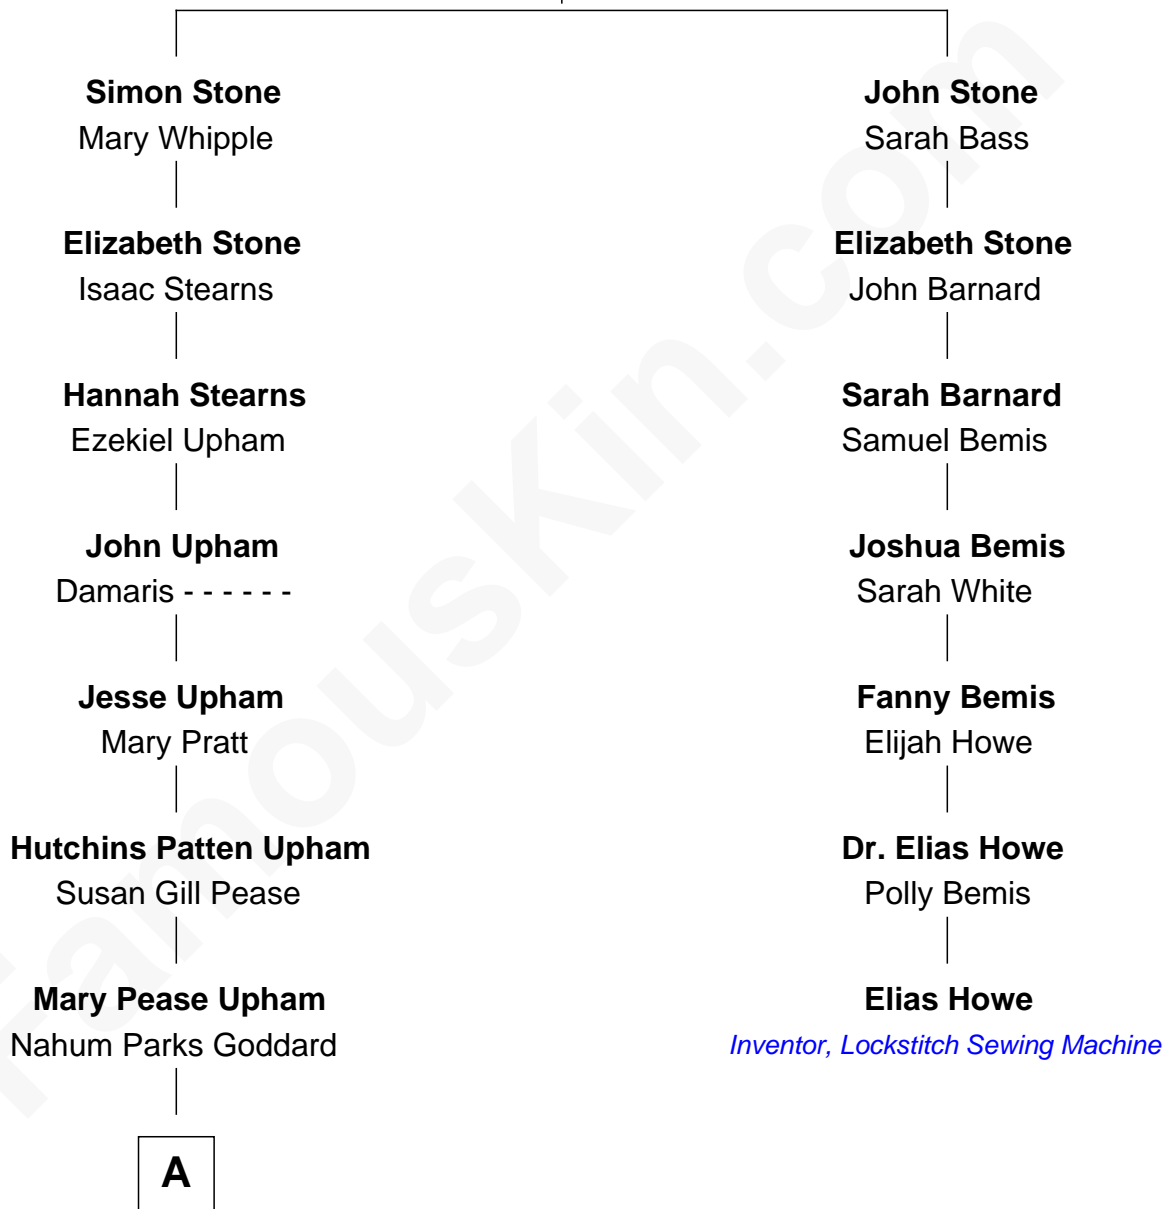 Simon Stone
Mary Whipple
Elizabeth Stone
Isaac Stearns
Hannah Stearns
Ezekiel Upham
John Upham
Damaris - - - - - -
Jesse Upham
Mary Pratt
Hutchins Patten Upham
Susan Gill Pease
Mary Pease Upham
Nahum Parks Goddard
A
John Stone
Sarah Bass
Elizabeth Stone
John Barnard
Sarah Barnard
Samuel Bemis
Joshua Bemis
Sarah White
Fanny Bemis
Elijah Howe
Dr. Elias Howe
Polly Bemis
Elias Howe
Inventor, Lockstitch Sewing Machine
FamousKin.com